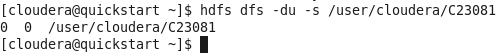 [cloudera@quickstart ~]$ hdfs dfs -du -s /user/cloudera/C23081
0  0  /user/cloudera/C23081
[cloudera@quickstart ~]$